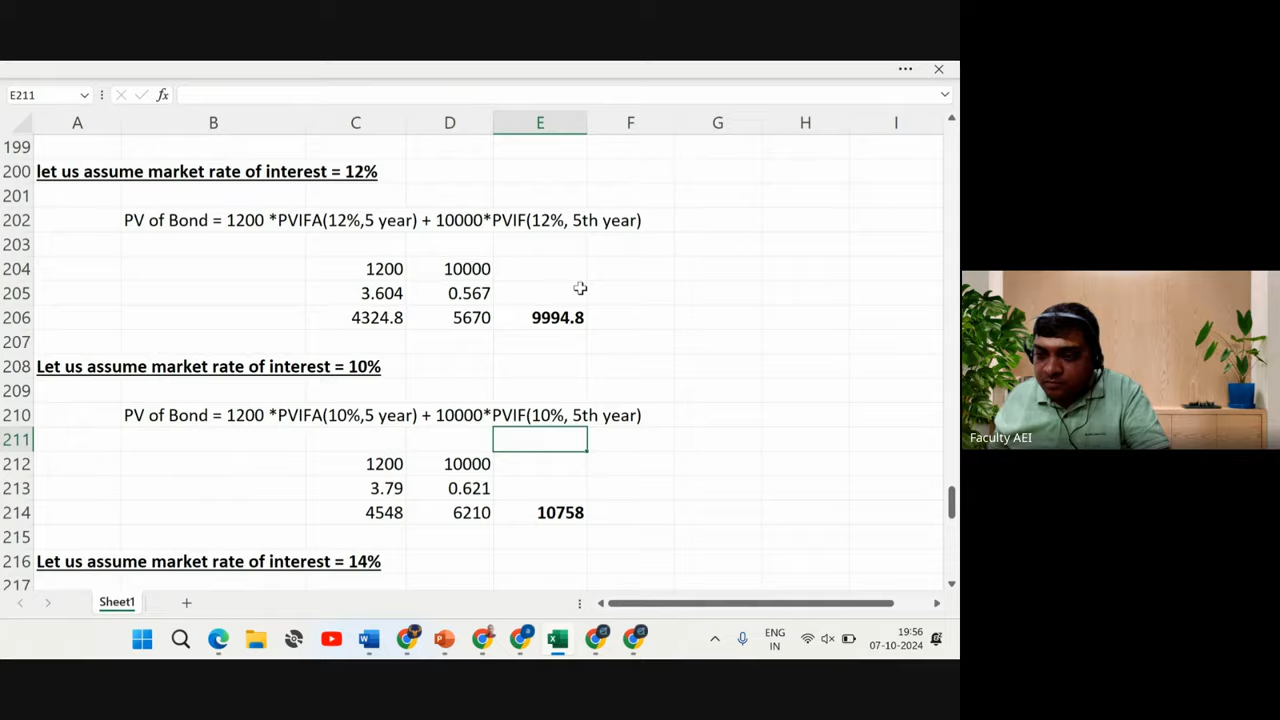 E211
fx
A B C D E F G H I
199
200 let us assume market rate of interest = 12%
201
202 PV of Bond = 1200 *PVIFA(12%,5 year) + 10000*PVIF(12%, 5th year)
203
204 1200 10000
205 3.604 0.567
206 4324.8 5670 9994.8
207
208 Let us assume market rate of interest = 10%
209
210 PV of Bond = 1200 *PVIFA(10%,5 year) + 10000*PVIF(10%, 5th year)
211
212 1200 10000
213 3.79 0.621
214 4548 6210 10758
215
216 Let us assume market rate of interest = 14%
217
Sheet1
ENG 19:56
IN 07-10-2024
Faculty AEI